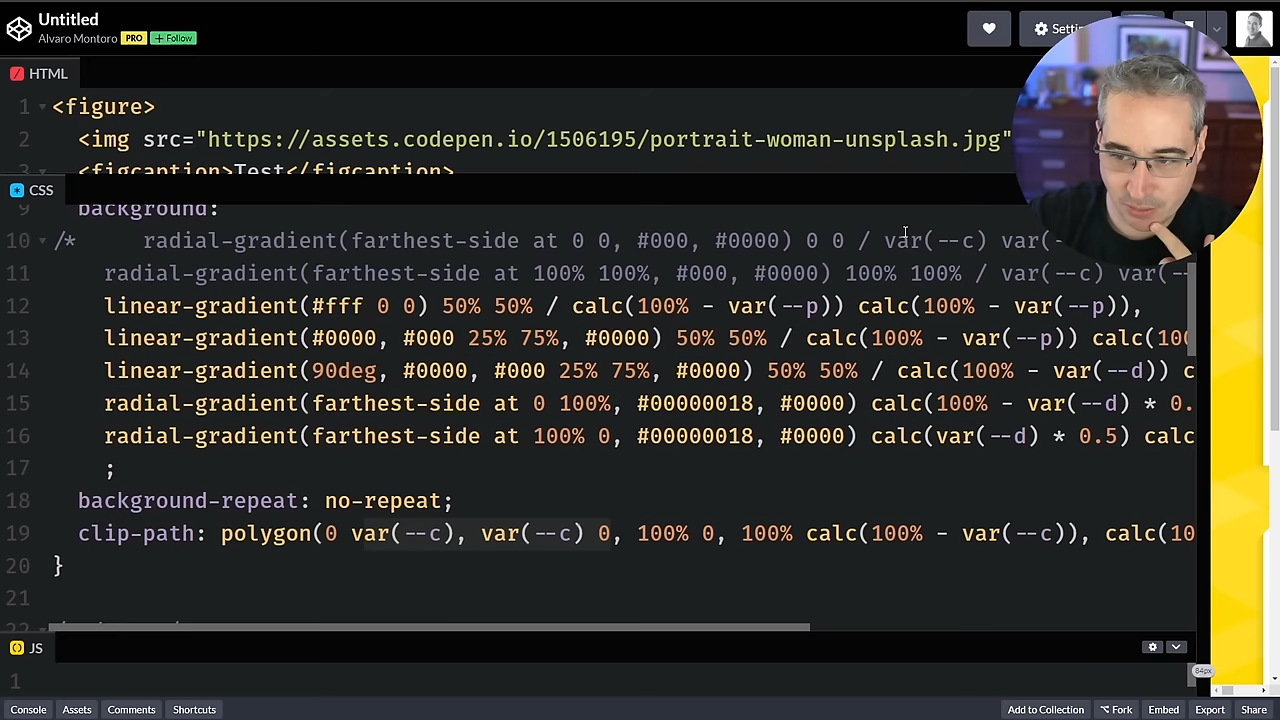 Untitled
Alvaro Montoro PRO + Follow
HTML
1 <figure>
2 <img src="https://assets.codepen.io/1506195/portrait-woman-unsplash.jpg"
3 <figcaption>Test</figcaption>
CSS
9 background:
10 /* radial-gradient(farthest-side at 0 0, #000, #0000) 0 0 / var(--c) var(-
11 radial-gradient(farthest-side at 100% 100%, #000, #0000) 100% 100% / var(--c) var(--
12 linear-gradient(#fff 0 0) 50% 50% / calc(100% - var(--p)) calc(100% - var(--p)),
13 linear-gradient(#0000, #000 25% 75%, #0000) 50% 50% / calc(100% - var(--p)) calc(100
14 linear-gradient(90deg, #0000, #000 25% 75%, #0000) 50% 50% / calc(100% - var(--d)) c
15 radial-gradient(farthest-side at 0 100%, #00000018, #0000) calc(100% - var(--d) * 0.
16 radial-gradient(farthest-side at 100% 0, #00000018, #0000) calc(var(--d) * 0.5) calc
17 ;
18 background-repeat: no-repeat;
19 clip-path: polygon(0 var(--c), var(--c) 0, 100% 0, 100% calc(100% - var(--c)), calc(10
20 }
21
22
JS
84px
1
Console Assets Comments Shortcuts Add to Collection Fork Embed Export Share